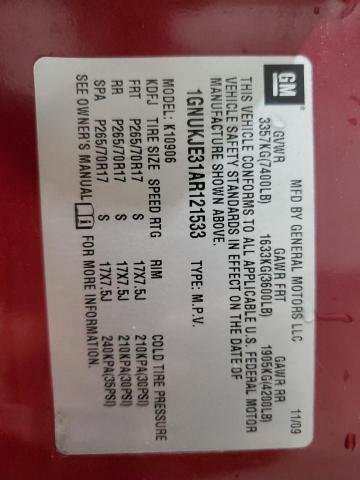 GM
MFD BY GENERAL MOTORS LLC 11/09
GVWR GAWR FRT GAWR RR
3357KG(7400LB) 1633KG(3600LB) 1905KG(4200LB)
THIS VEHICLE CONFORMS TO ALL APPLICABLE U.S. FEDERAL MOTOR
VEHICLE SAFETY STANDARDS IN EFFECT ON THE DATE OF
MANUFACTURE SHOWN ABOVE.
1GNUKJE31AR121533 TYPE: M.P.V.
MODEL: K10906
KDFJ TIRE SIZE SPEED RTG RIM COLD TIRE PRESSURE
FRT P265/70R17 S 17X7.5J 210KPA(30PSI)
RR P265/70R17 S 17X7.5J 210KPA(30PSI)
SPA P265/70R17 S 17X7.5J 240KPA(35PSI)
SEE OWNER'S MANUAL i FOR MORE INFORMATION.